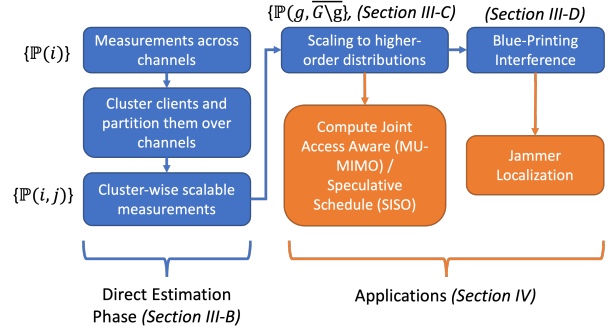 {ℙ(g, G̅\̅g̅}, (Section III-C)
(Section III-D)
{ℙ(i)}
Measurements across
channels
Scaling to higher-
order distributions
Blue-Printing
Interference
Cluster clients and
partition them over
channels
Compute Joint
Access Aware (MU-
MIMO) /
Speculative
Schedule (SISO)
Jammer
Localization
{ℙ(i, j)}
Cluster-wise scalable
measurements
Direct Estimation
Phase (Section III-B)
Applications (Section IV)